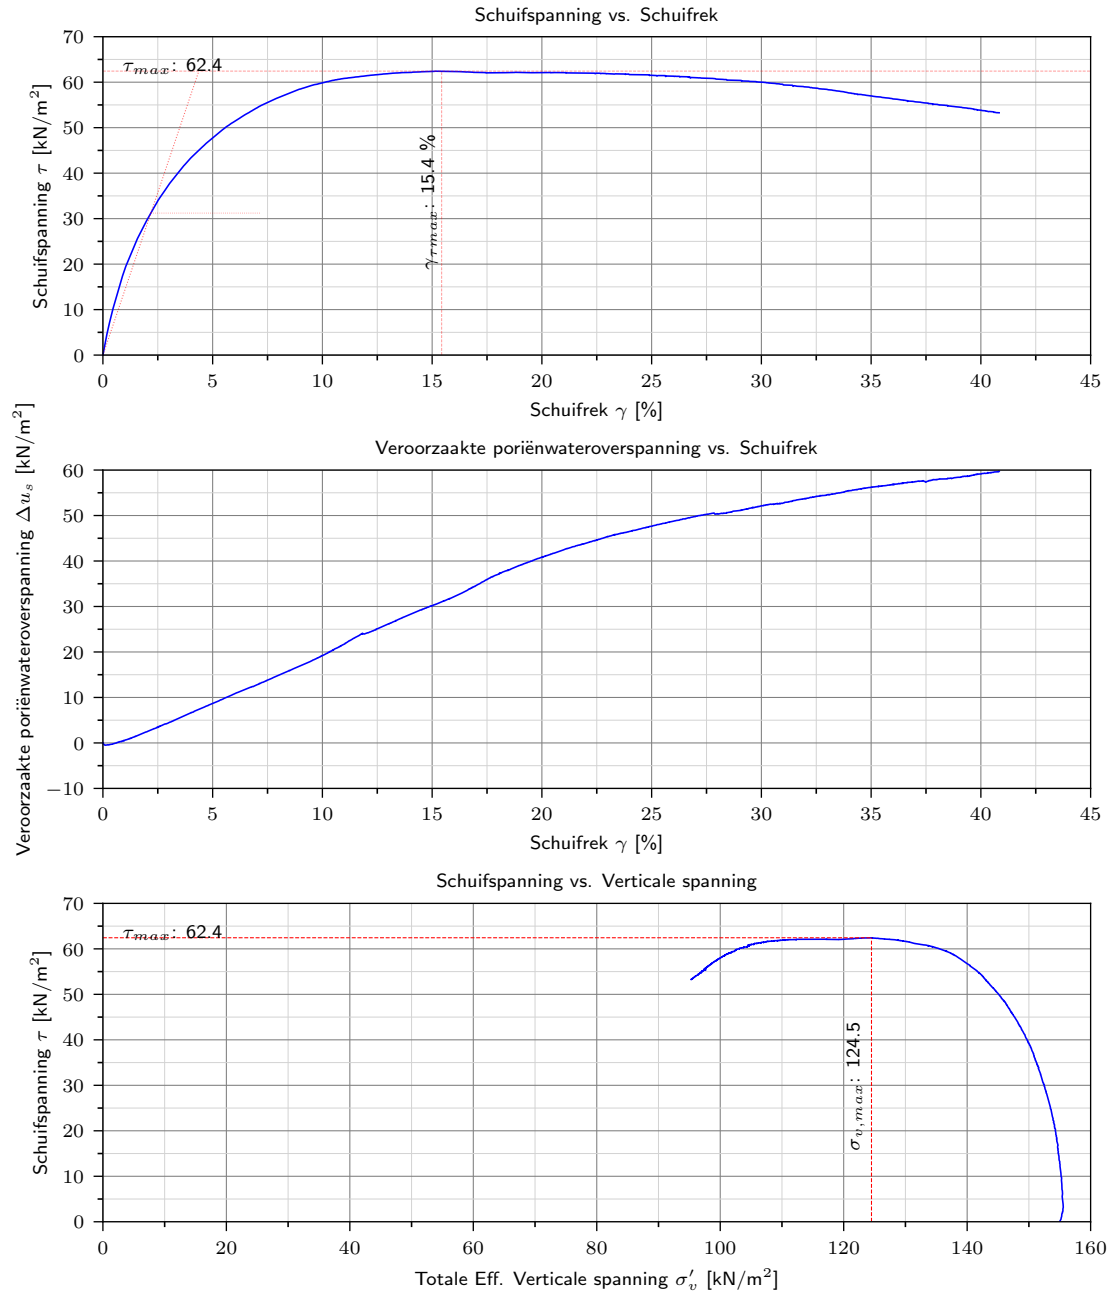 Schuifspanning vs. Schuifrek
Schuifspanning τ [kN/m²]
70
60
50
40
30
20
10
0
τmax: 62.4
γτmax: 15.4 %
0 5 10 15 20 25 30 35 40 45
Schuifrek γ [%]
Veroorzaakte poriënwateroverspanning vs. Schuifrek
Veroorzaakte poriënwateroverspanning Δus [kN/m²]
60
50
40
30
20
10
0
−10
0 5 10 15 20 25 30 35 40 45
Schuifrek γ [%]
Schuifspanning vs. Verticale spanning
Schuifspanning τ [kN/m²]
70
60
50
40
30
20
10
0
τmax: 62.4
σv,max: 124.5
0 20 40 60 80 100 120 140 160
Totale Eff. Verticale spanning σ′v [kN/m²]